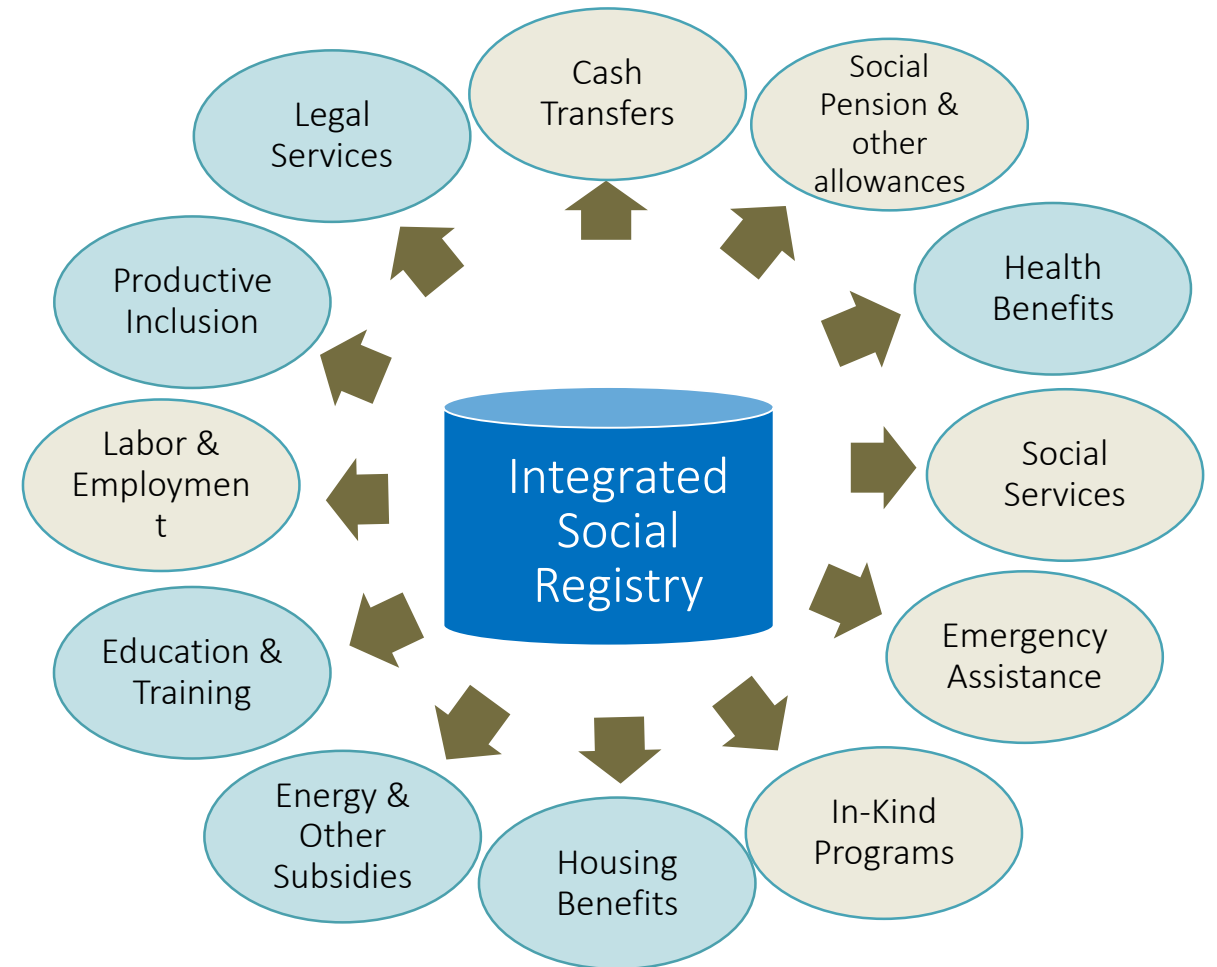 Cash
Transfers
Social
Pension &
other
allowances
Health
Benefits
Social
Services
Emergency
Assistance
In-Kind
Programs
Housing
Benefits
Energy &
Other
Subsidies
Education &
Training
Labor &
Employmen
t
Productive
Inclusion
Legal
Services
Integrated
Social
Registry